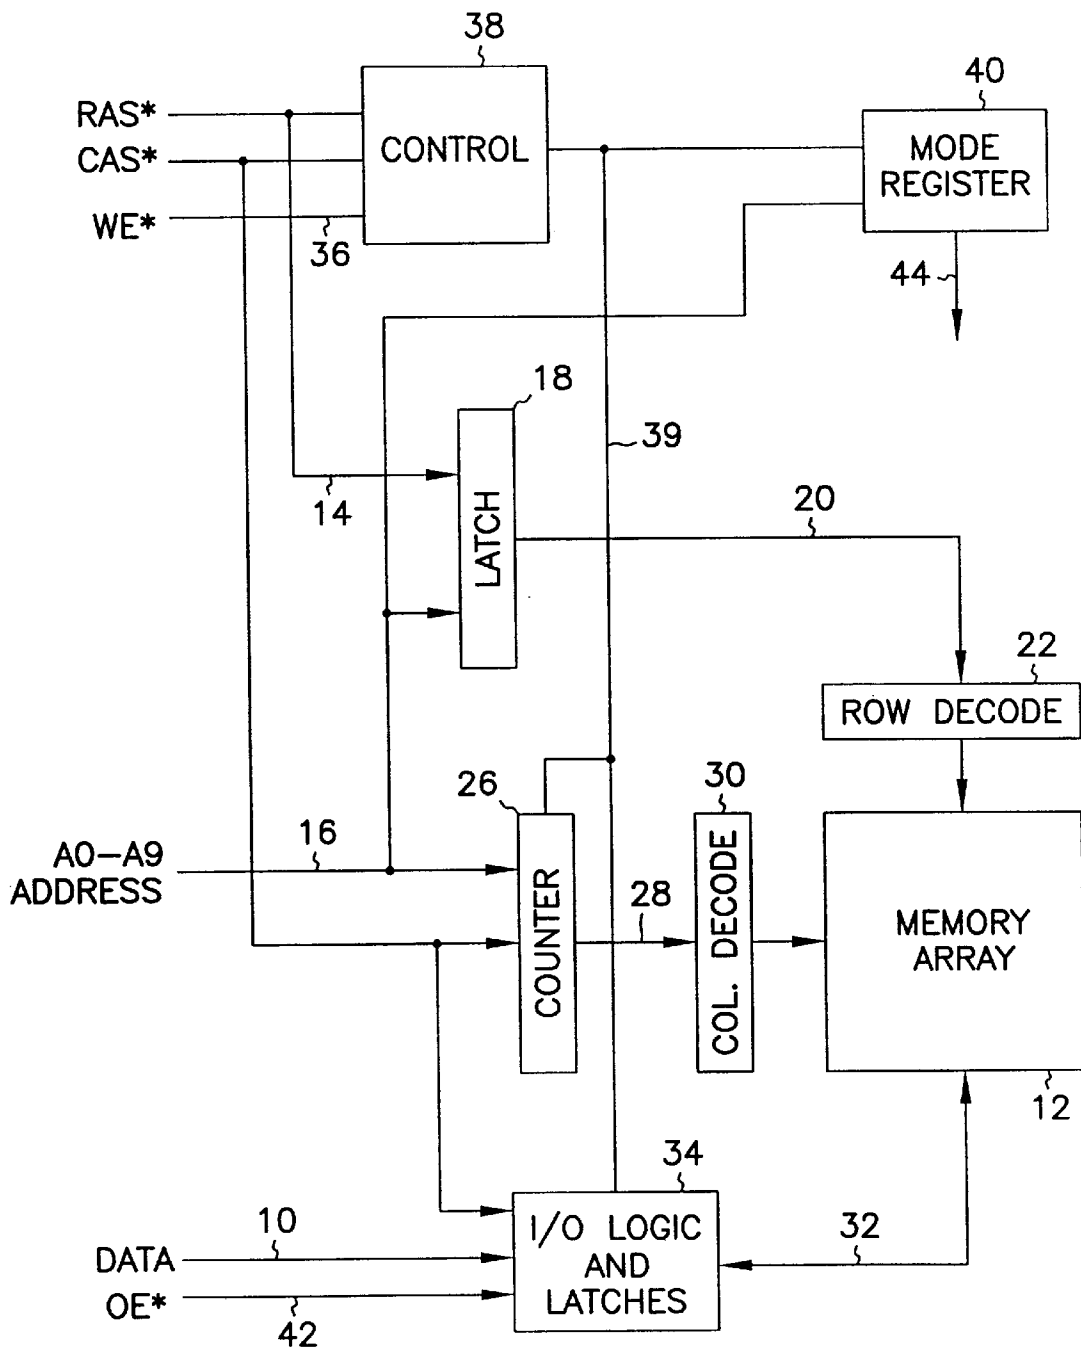 38
40
RAS*
CAS*
WE*
36
CONTROL
MODE
REGISTER
44
18
39
14
LATCH
20
22
ROW DECODE
26
30
16
A0-A9
ADDRESS
COUNTER
28
COL. DECODE
MEMORY
ARRAY
12
34
10
DATA
OE*
42
I/O LOGIC
AND
LATCHES
32